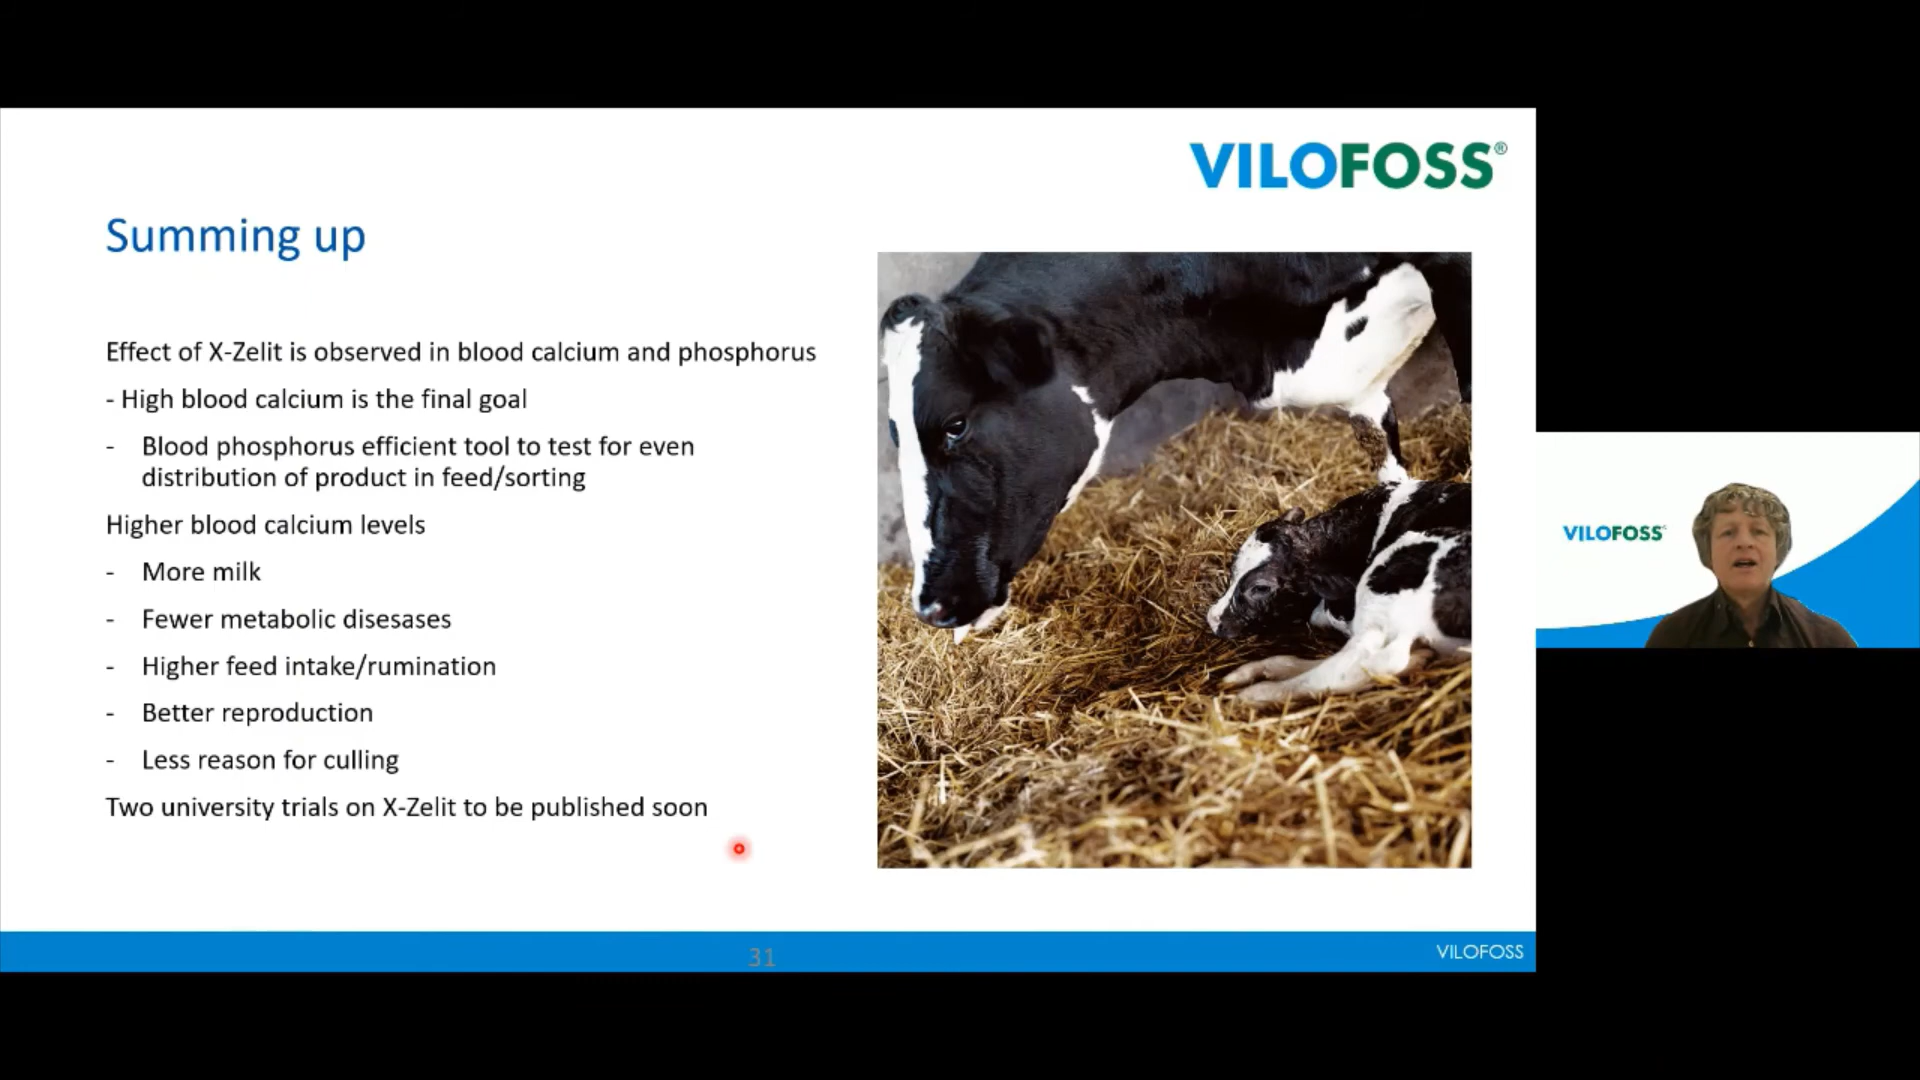 VILOFOSS®
Summing up
Effect of X-Zelit is observed in blood calcium and phosphorus
- High blood calcium is the final goal
- Blood phosphorus efficient tool to test for even
distribution of product in feed/sorting
Higher blood calcium levels
- More milk
- Fewer metabolic disesases
- Higher feed intake/rumination
- Better reproduction
- Less reason for culling
Two university trials on X-Zelit to be published soon
31
VILOFOSS
VILOFOSS